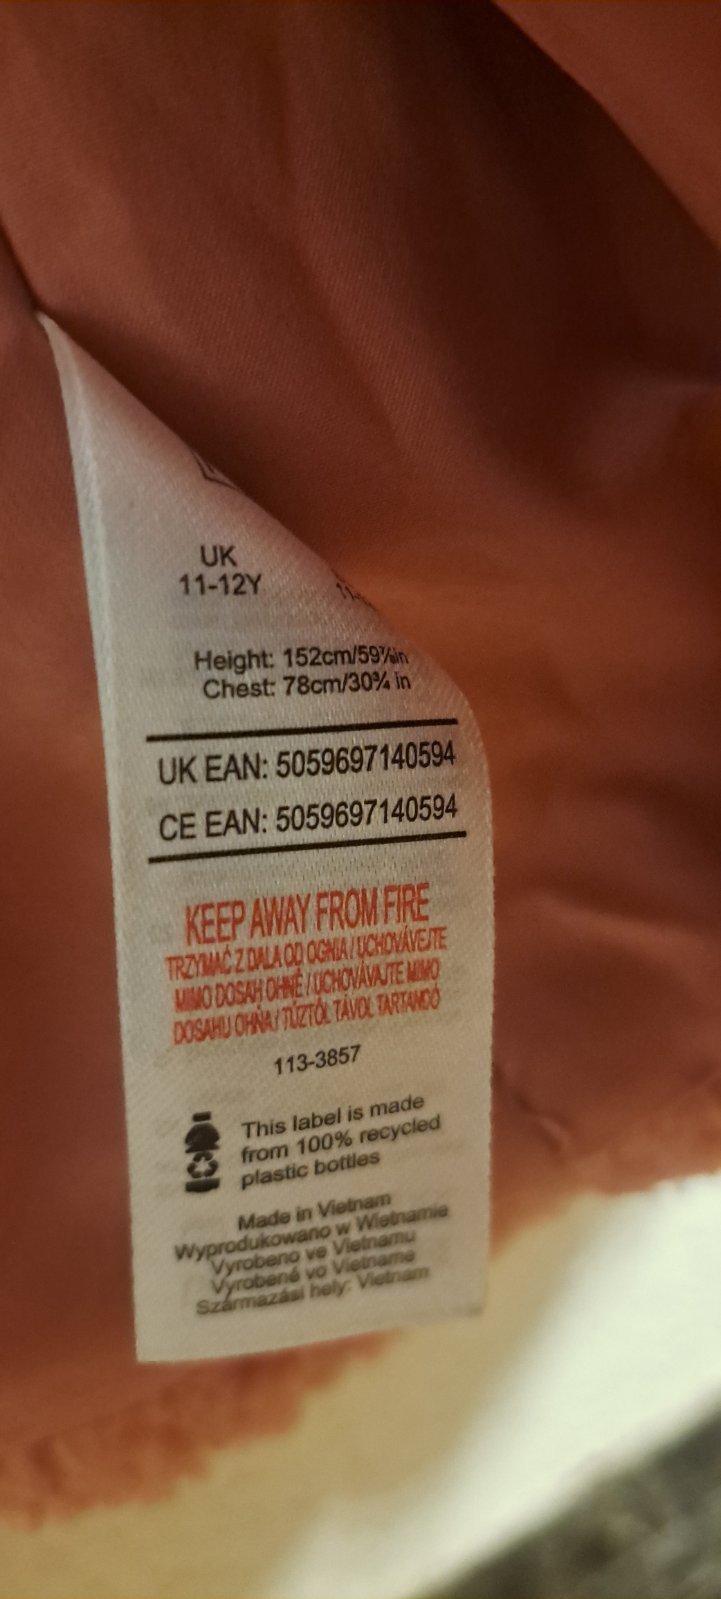 UK
11-12Y
Height: 152cm/59⅞in
Chest: 78cm/30¾ in
UK EAN: 5059697140594
CE EAN: 5059697140594
KEEP AWAY FROM FIRE
TRZYMAĆ Z DALA OD OGNIA / UCHOVÁVEJTE
MIMO DOSAH OHNĚ / UCHOVÁVAJTE MIMO
DOSAHU OHŇA / TŰZTŐL TÁVOL TARTANDÓ
113-3857
This label is made
from 100% recycled
plastic bottles
Made in Vietnam
Wyprodukowano w Wietnamie
Vyrobeno ve Vietnamu
Vyrobené vo Vietname
Származási hely: Vietnam